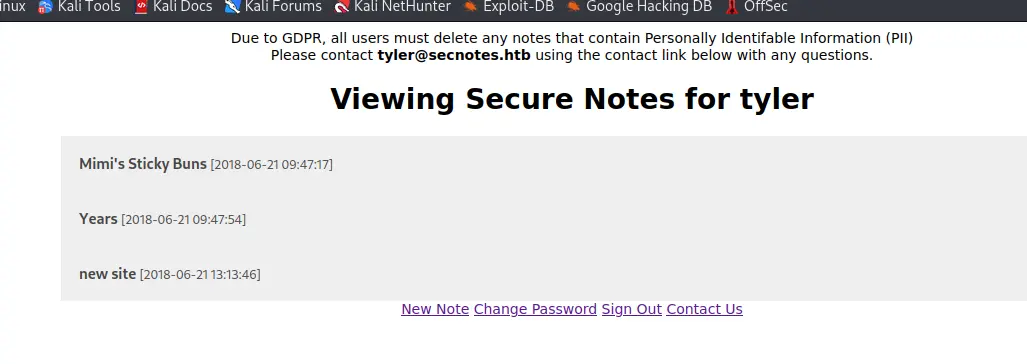 inux Kali Tools Kali Docs Kali Forums Kali NetHunter Exploit-DB Google Hacking DB OffSec
Due to GDPR, all users must delete any notes that contain Personally Identifable Information (PII)
Please contact tyler@secnotes.htb using the contact link below with any questions.
Viewing Secure Notes for tyler
Mimi's Sticky Buns [2018-06-21 09:47:17]
Years [2018-06-21 09:47:54]
new site [2018-06-21 13:13:46]
New Note Change Password Sign Out Contact Us